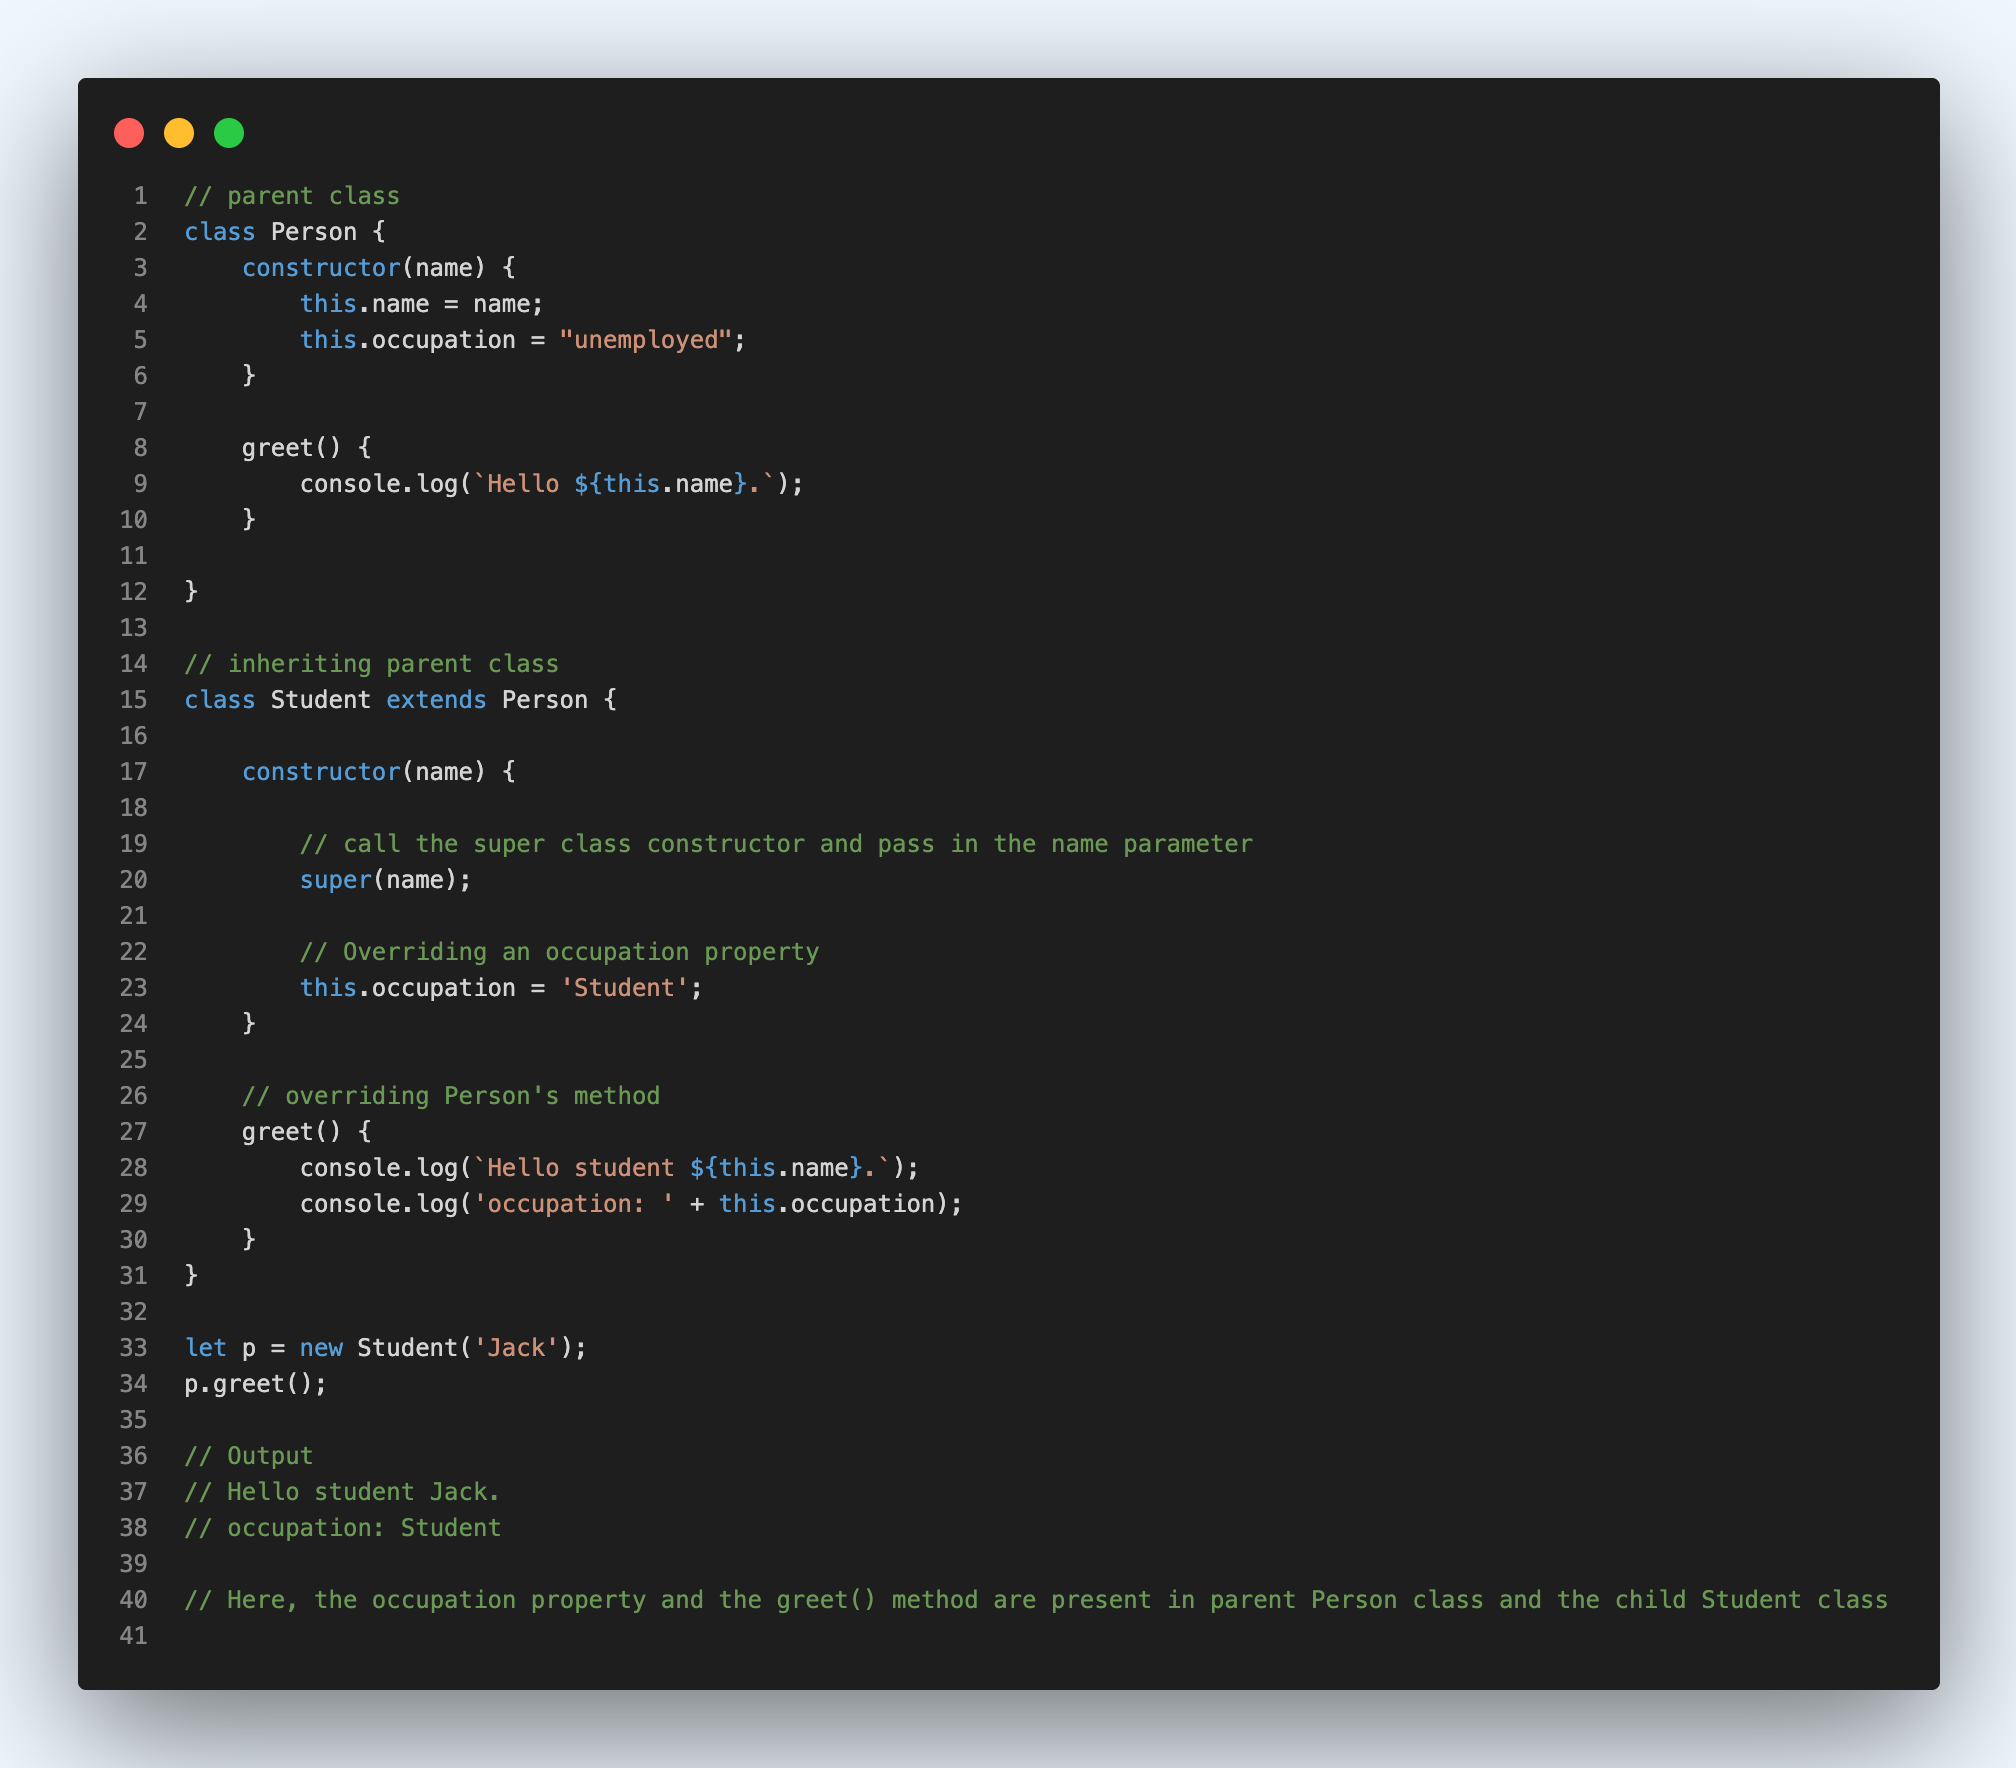 1 // parent class
2 class Person {
3     constructor(name) {
4         this.name = name;
5         this.occupation = "unemployed";
6     }
7
8     greet() {
9         console.log(`Hello ${this.name}.`);
10     }
11
12 }
13
14 // inheriting parent class
15 class Student extends Person {
16
17     constructor(name) {
18
19         // call the super class constructor and pass in the name parameter
20         super(name);
21
22         // Overriding an occupation property
23         this.occupation = 'Student';
24     }
25
26     // overriding Person's method
27     greet() {
28         console.log(`Hello student ${this.name}.`);
29         console.log('occupation: ' + this.occupation);
30     }
31 }
32
33 let p = new Student('Jack');
34 p.greet();
35
36 // Output
37 // Hello student Jack.
38 // occupation: Student
39
40 // Here, the occupation property and the greet() method are present in parent Person class and the child Student class
41